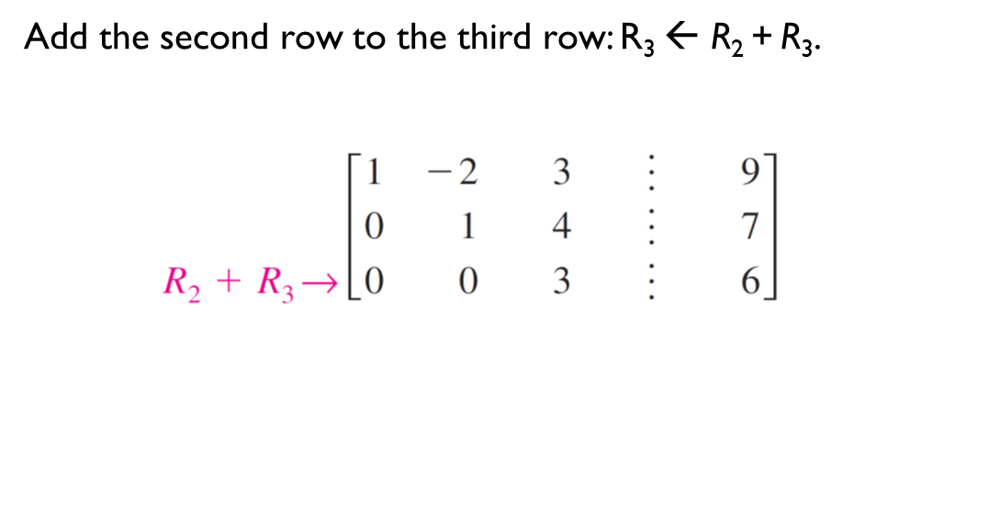 Add the second row to the third row: R₃ ← R₂ + R₃.
[1 −2 3 ⋮ 9]
[0 1 4 ⋮ 7]
R₂ + R₃ → [0 0 3 ⋮ 6]